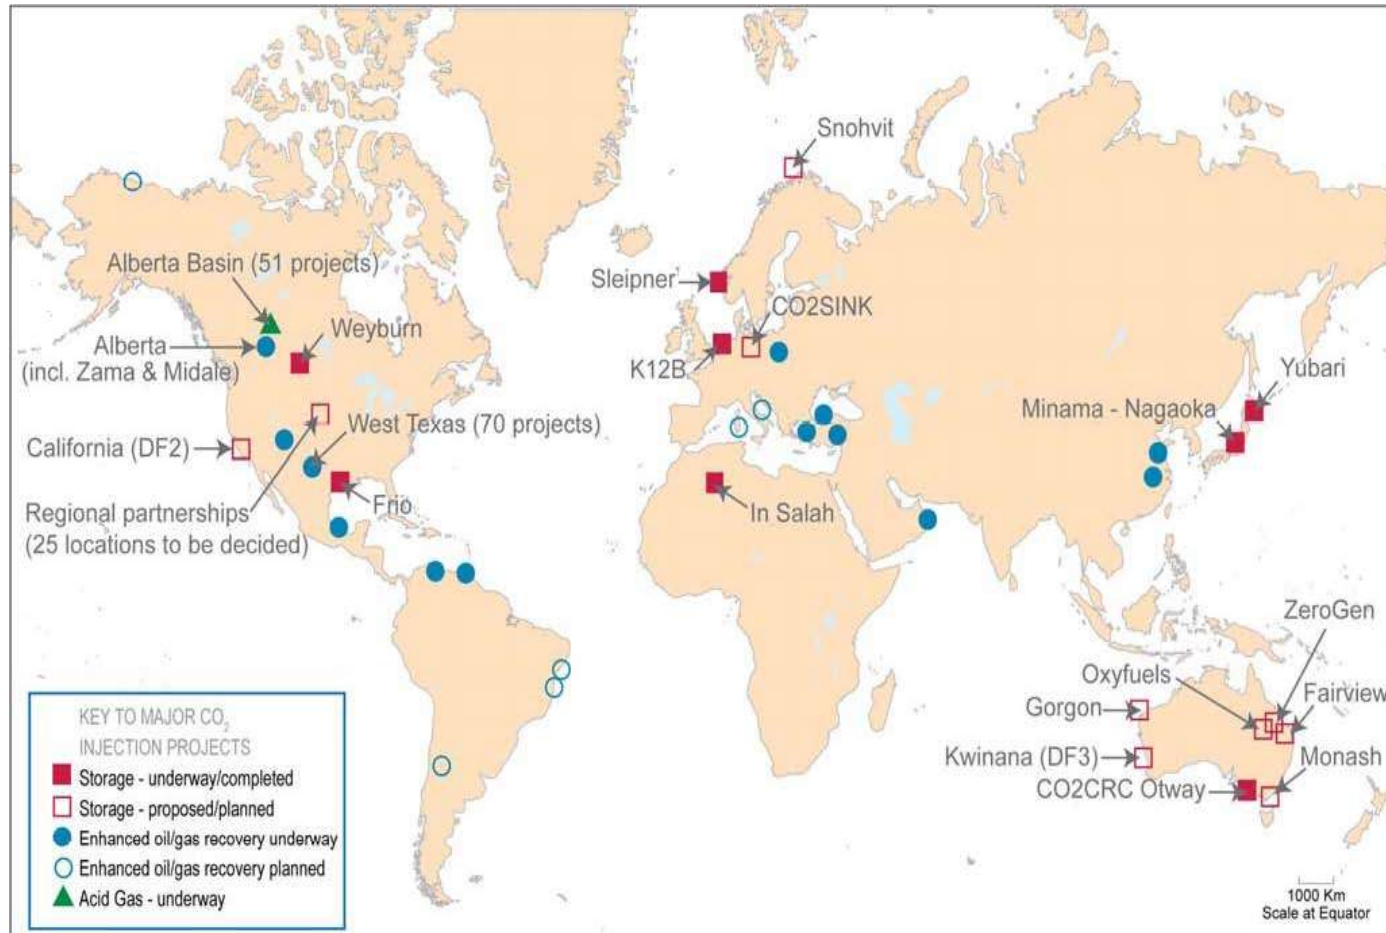 Snohvit
Alberta Basin (51 projects)
Sleipner
CO2SINK
Weyburn
Alberta
(incl. Zama & Midale)
K12B
Yubari
Minama - Nagaoka
West Texas (70 projects)
California (DF2)
Frio
In Salah
Regional partnerships
(25 locations to be decided)
ZeroGen
Oxyfuels
Fairview
Gorgon
Kwinana (DF3)
Monash
CO2CRC Otway
KEY TO MAJOR CO₂
INJECTION PROJECTS
Storage - underway/completed
Storage - proposed/planned
Enhanced oil/gas recovery underway
Enhanced oil/gas recovery planned
Acid Gas - underway
1000 Km
Scale at Equator